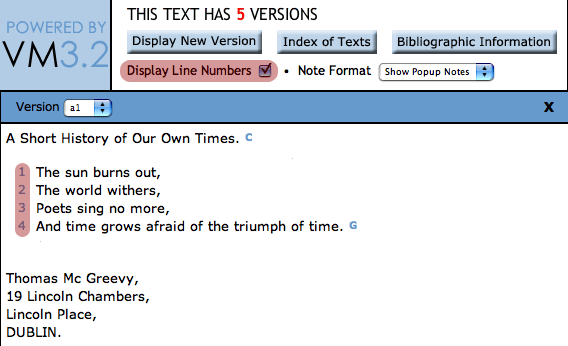 POWERED BY
VM3.2
THIS TEXT HAS 5 VERSIONS
Display New Version Index of Texts Bibliographic Information
Display Line Numbers • Note Format Show Popup Notes
Version a1 X
A Short History of Our Own Times. C
1 The sun burns out,
2 The world withers,
3 Poets sing no more,
4 And time grows afraid of the triumph of time. G
Thomas Mc Greevy,
19 Lincoln Chambers,
Lincoln Place,
DUBLIN.